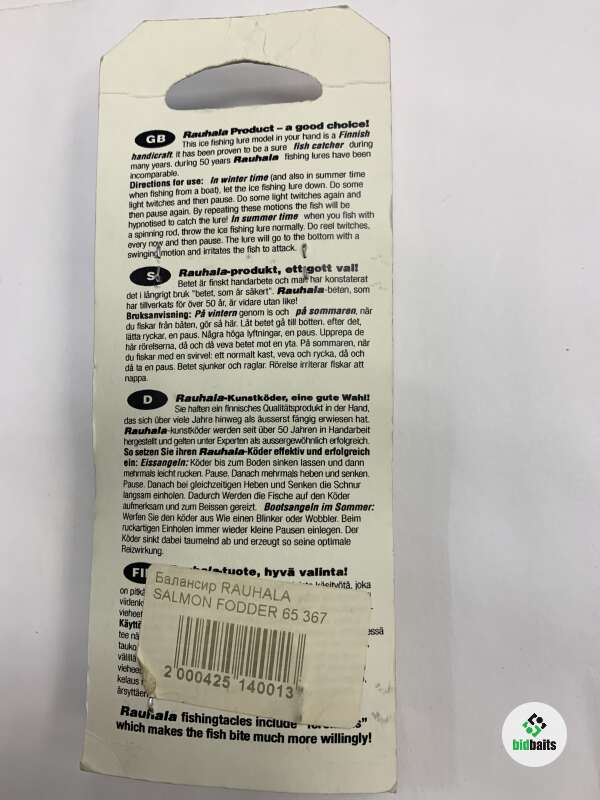 GB Rauhala Product – a good choice!
This ice fishing lure model in your hand is a Finnish
handicraft. It has been proven to be a sure fish catcher during
many years. during 50 years Rauhala fishing lures have been
incomparable.
Directions for use: In winter time (and also in summer time
when fishing from a boat), let the ice fishing lure down. Do some
light twitches and then pause. Do some light twitches again and
then pause again. By repeating these motions the fish will be
hypnotised to catch the lure! In summer time when you fish with
a spinning rod, throw the ice fishing lure normally. Do reel twitches,
every now and then pause. The lure will go to the bottom with a
swinging motion and irritates the fish to attack.
S Rauhala-produkt, ett gott val!
Betet är finskt handarbete och man har konstaterat
det i långrigt bruk "betet, som är säkert". Rauhala-beten, som
har tillverkats för över 50 år, är vidare utan like!
Bruksanvisning: På vintern genom is och på sommaren, när
du fiskar från båten, gör så här. Låt betet gå till botten. efter det,
lätta ryckar, en paus. Några höga lyftningar, en paus. Upprepa de
här rörelserna, då och då veva betet mot en yta. På sommaren, när
du fiskar med en svirvel: ett normalt kast, veva och rycka, då och
då ta en paus. Betet sjunker och raglar. Rörelse irriterar fiskar att
nappa.
D Rauhala-Kunstköder, eine gute Wahl!
Sie halten ein finnisches Qualitätsprodukt in der Hand,
das sich über viele Jahre hinweg als äusserst fängig erwiesen hat.
Rauhala-kunstköder werden seit über 50 Jahren in Handarbeit
hergestellt und gelten unter Experten als aussergewöhnlich erfolgreich.
So setzen Sie ihren Rauhala-Köder effektiv und erfolgreich
ein: Eissangeln: Köder bis zum Boden sinken lassen und dann
mehrmals leicht rucken. Pause. Danach mehrmals heben und senken.
Pause. Danach bei gleichzeitigen Heben und Senken die Schnur
langsam einholen. Dadurch Werden die Fische auf den Köder
aufmerksam und zum Beissen gereizt. Bootsangeln im Sommer:
Werfen Sie den köder aus Wie einen Blinker oder Wobbler. Beim
ruckartigen Einholen immer wieder kleine Pausen einlegen. Der
Köder sinkt dabei taumelnd ab und erzeugt so seine optimale
Reizwirkung.
-tuote, hyvä valinta!
käsityötä, joka
on
Балансир RAUHALA
SALMON FODDER 65 367
2 000425 140013
Rauhala fishingtacles include
which makes the fish bite much more willingly!
bidbaits